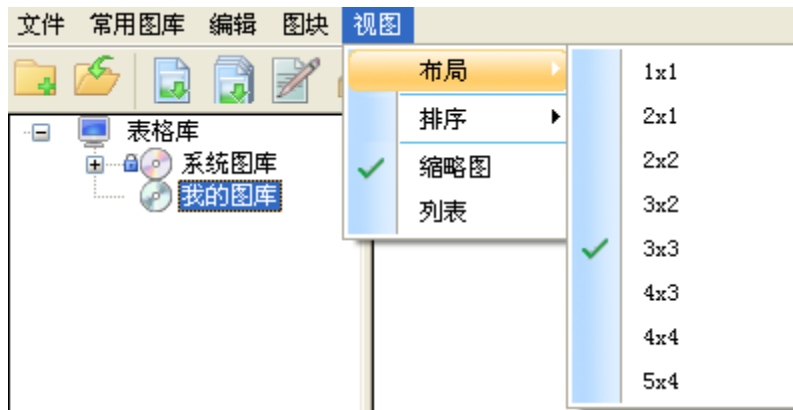 文件 常用图库 编辑 图块 视图
表格库
系统图库
我的图库
布局
排序
缩略图
列表
1x1
2x1
2x2
3x2
3x3
4x3
4x4
5x4